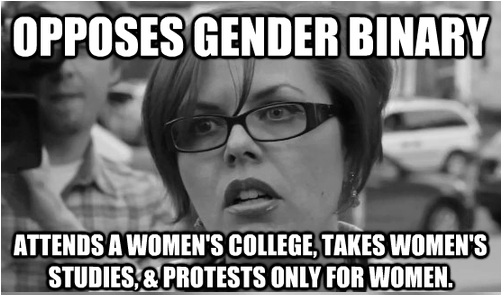 OPPOSES GENDER BINARY
ATTENDS A WOMEN'S COLLEGE, TAKES WOMEN'S
STUDIES, & PROTESTS ONLY FOR WOMEN.